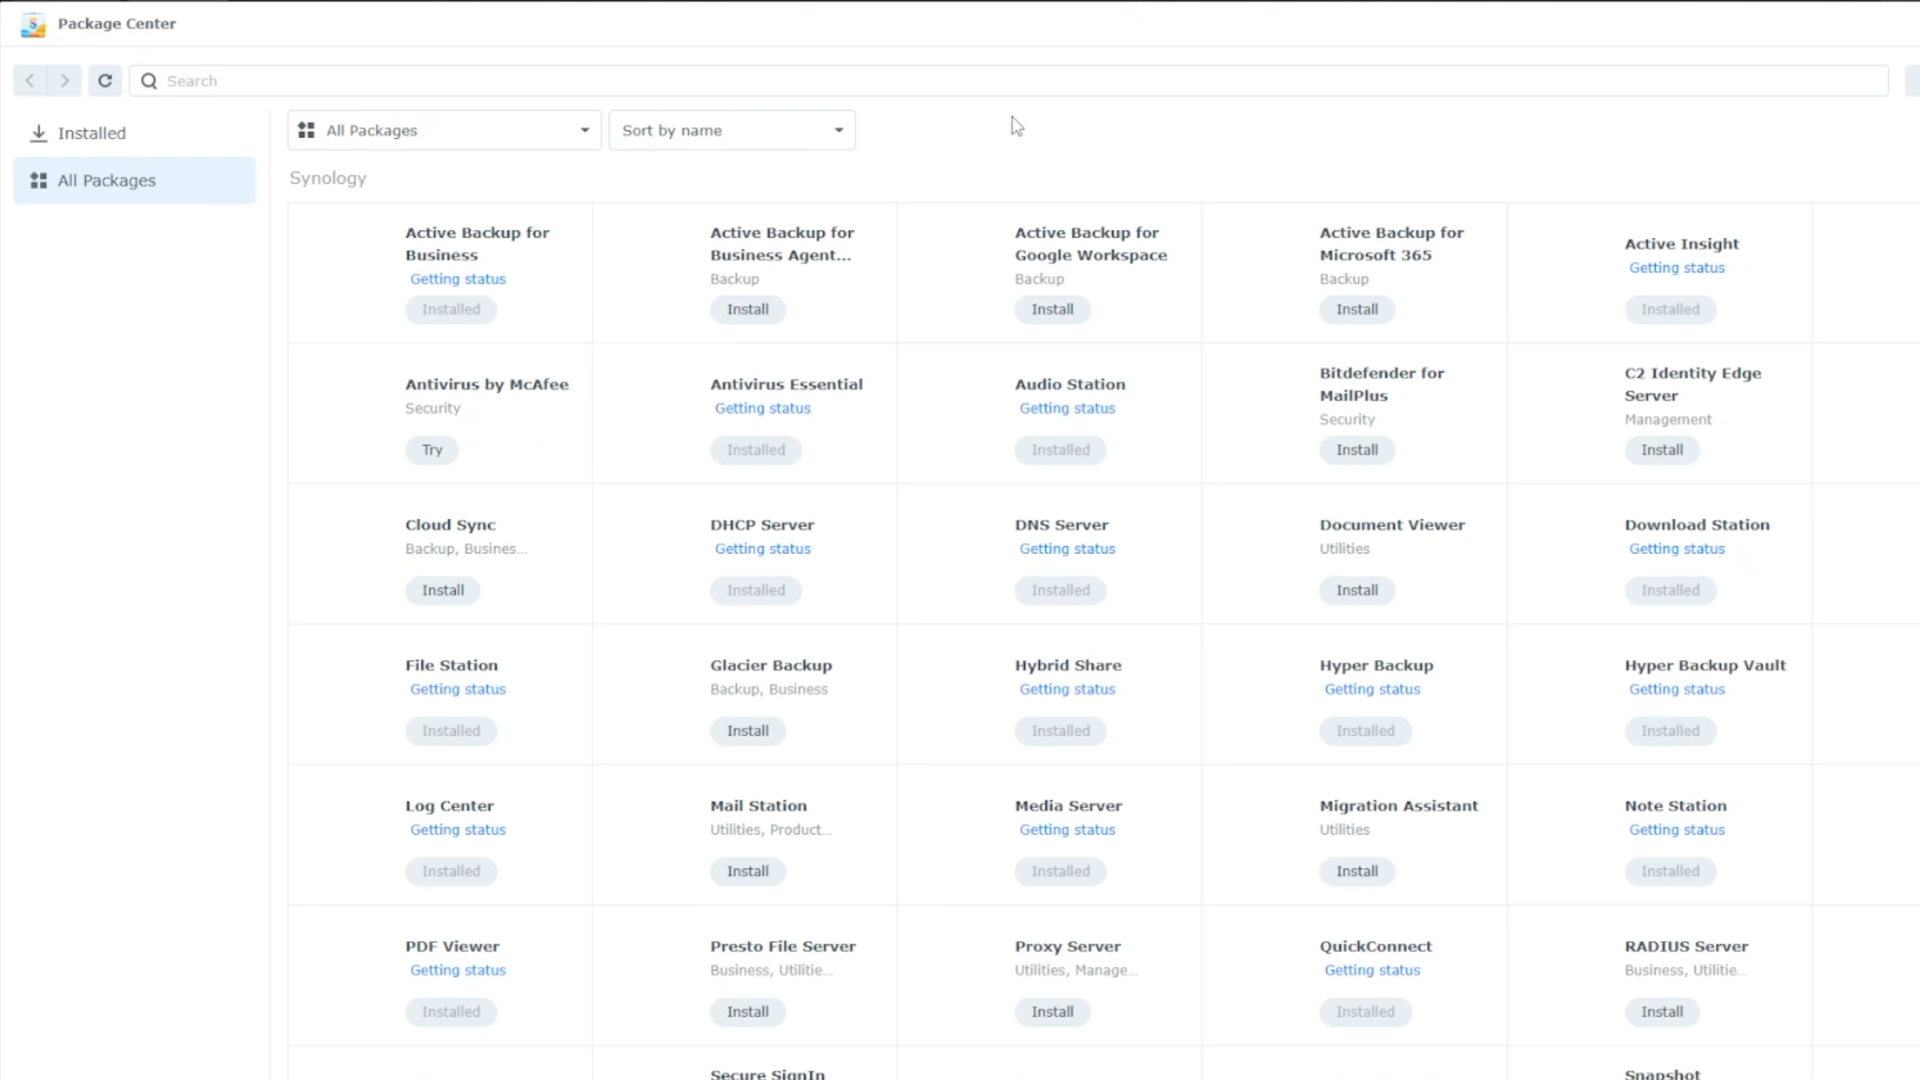 Package Center
Search
Installed
All Packages
All Packages
Sort by name
Synology
Active Backup for
Business
Getting status
Installed
Active Backup for
Business Agent...
Backup
Install
Active Backup for
Google Workspace
Backup
Install
Active Backup for
Microsoft 365
Backup
Install
Active Insight
Getting status
Installed
Antivirus by McAfee
Security
Try
Antivirus Essential
Getting status
Installed
Audio Station
Getting status
Installed
Bitdefender for
MailPlus
Security
Install
C2 Identity Edge
Server
Management
Install
Cloud Sync
Backup, Busines...
Install
DHCP Server
Getting status
Installed
DNS Server
Getting status
Installed
Document Viewer
Utilities
Install
Download Station
Getting status
Installed
File Station
Getting status
Installed
Glacier Backup
Backup, Business
Install
Hybrid Share
Getting status
Installed
Hyper Backup
Getting status
Installed
Hyper Backup Vault
Getting status
Installed
Log Center
Getting status
Installed
Mail Station
Utilities, Product...
Install
Media Server
Getting status
Installed
Migration Assistant
Utilities
Install
Note Station
Getting status
Installed
PDF Viewer
Getting status
Installed
Presto File Server
Business, Utilitie...
Install
Proxy Server
Utilities, Manage...
Install
QuickConnect
Getting status
Installed
RADIUS Server
Business, Utilitie...
Install
Secure SignIn
Snapshot